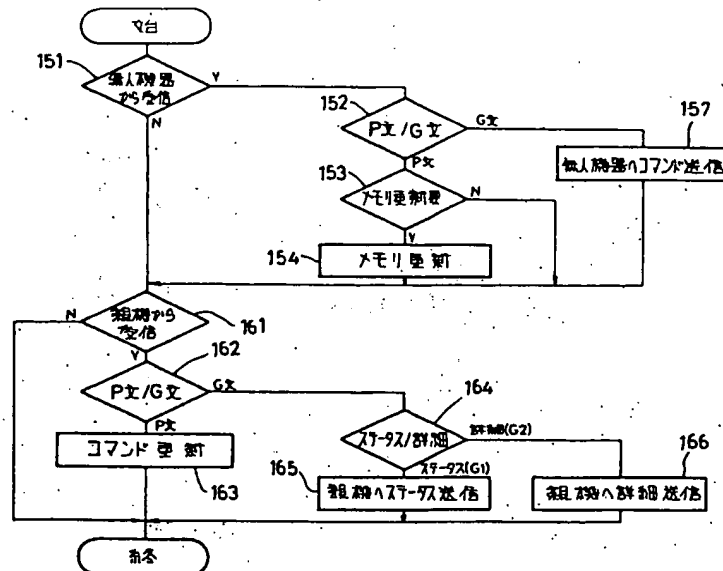 始
151
無人機器
から受信
Y
N
152
P文/G文
G文
P文
157
無人機器へコマンド送信
153
メモリ更新要
N
Y
154
メモリ更新
N
親機から
受信
161
Y
162
P文/G文
G文
P文
コマンド更新
163
164
ステータス/詳細
詳細(G2)
ステータス(G1)
165
親機へステータス送信
166
親機へ詳細送信
終